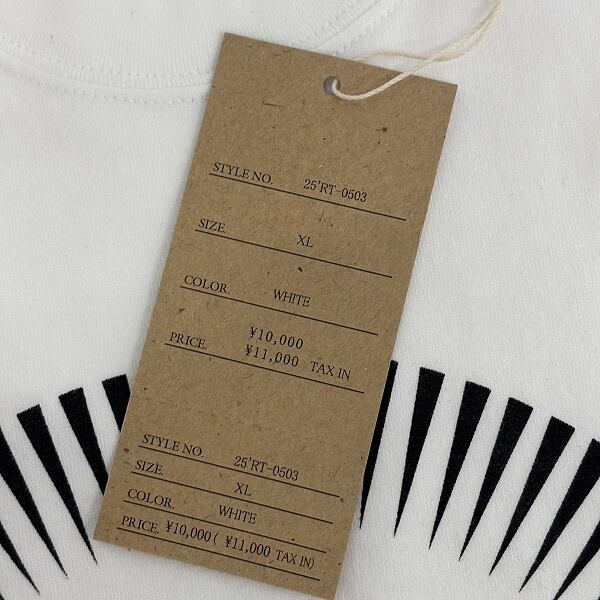 STYLE NO. 25'RT-0503
SIZE. XL
COLOR. WHITE
¥10,000
PRICE. ¥11,000 TAX IN
STYLE NO. 25'RT-0503
SIZE. XL
COLOR. WHITE
PRICE. ¥10,000( ¥11,000 TAX IN)